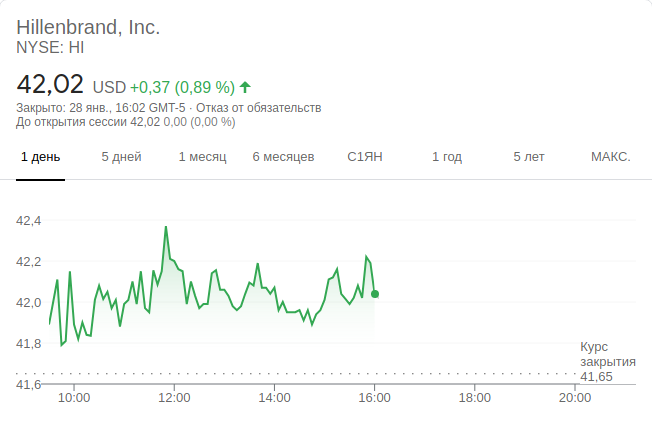 Hillenbrand, Inc.
NYSE: HI
42,02 USD +0,37 (0,89 %)
Закрыто: 28 янв., 16:02 GMT-5 · Отказ от обязательств
До открытия сессии 42,02 0,00 (0,00 %)
1 день 5 дней 1 месяц 6 месяцев С1ЯН 1 год 5 лет МАКС.
42,4
42,2
42,0
41,8
Курс
закрытия
41,65
41,6
10:00 12:00 14:00 16:00 18:00 20:00